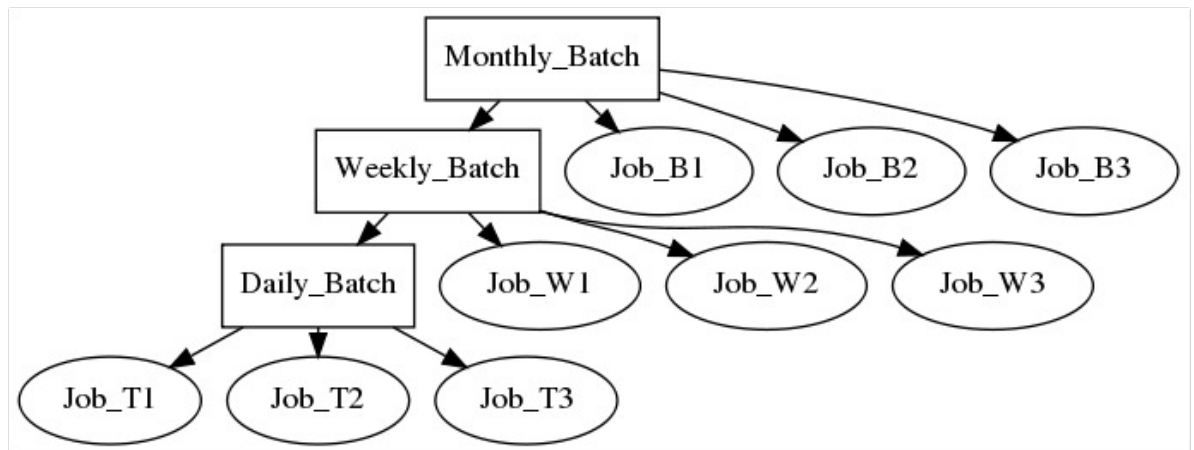 Monthly_Batch
Weekly_Batch
Job_B1
Job_B2
Job_B3
Daily_Batch
Job_W1
Job_W2
Job_W3
Job_T1
Job_T2
Job_T3